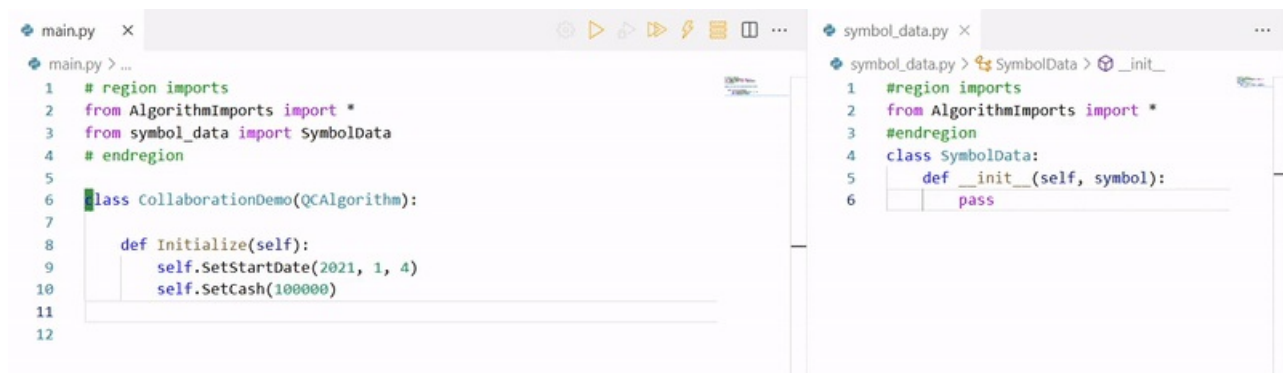 main.py
main.py > ...
1 # region imports
2 from AlgorithmImports import *
3 from symbol_data import SymbolData
4 # endregion
5
6 class CollaborationDemo(QCAlgorithm):
7
8     def Initialize(self):
9         self.SetStartDate(2021, 1, 4)
10         self.SetCash(100000)
11
12
symbol_data.py
symbol_data.py > SymbolData > __init__
1 #region imports
2 from AlgorithmImports import *
3 #endregion
4 class SymbolData:
5     def __init__(self, symbol):
6         pass